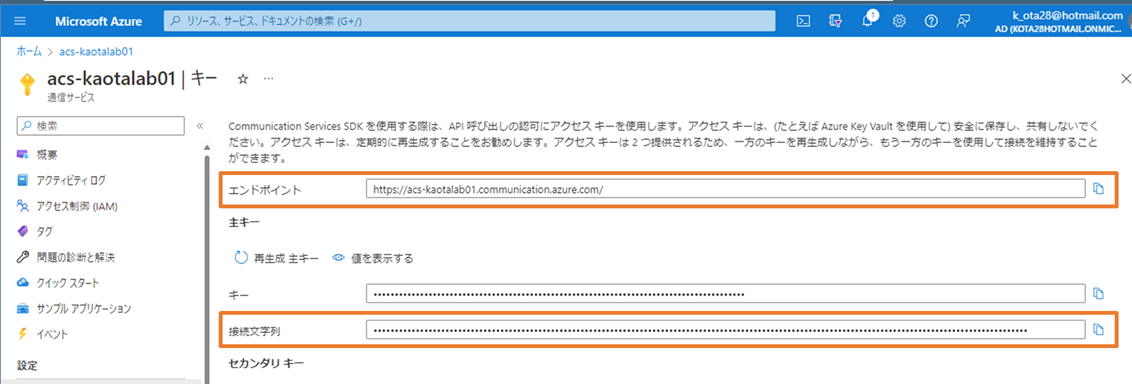 Microsoft Azure
リソース、サービス、ドキュメントの検索 (G+/)
1
k_ota28@hotmail.com
AD (KOTA28HOTMAILONMIC...
ホーム > acs-kaotalab01
acs-kaotalab01 | キー
通信サービス
検索
概要
アクティビティ ログ
アクセス制御 (IAM)
タグ
問題の診断と解決
クイック スタート
サンプル アプリケーション
イベント
設定
Communication Services SDK を使用する際は、API 呼び出しの認可にアクセス キーを使用します。アクセス キーは、(たとえば Azure Key Vault を使用して) 安全に保存し、共有しないでく
ださい。アクセス キーは、定期的に再生成することをお勧めします。アクセス キーは 2 つ提供されるため、一方のキーを再生成しながら、もう一方のキーを使用して接続を維持すること
ができます。
エンドポイント
https://acs-kaotalab01.communication.azure.com/
主キー
再生成 主キー 値を表示する
キー
接続文字列
セカンダリ キー